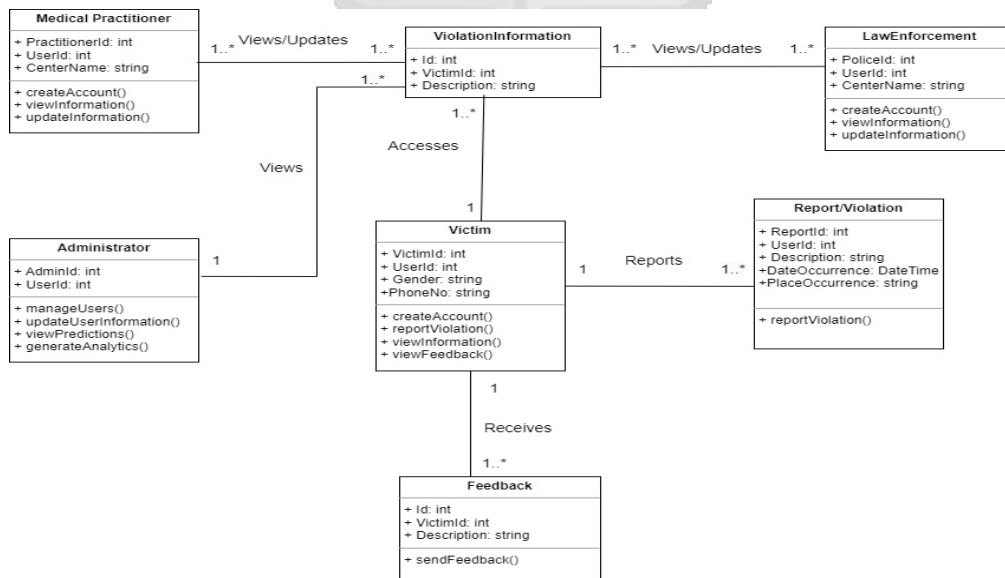 Medical Practitioner
+ PractitionerId: int
+ UserId: int
+ CenterName: string
+ createAccount()
+ viewInformation()
+ updateInformation()
1..*
Views/Updates
1..*
ViolationInformation
+ Id: int
+ VictimId: int
+ Description: string
1..*
Views/Updates
1..*
LawEnforcement
+ PoliceId: int
+ UserId: int
+ CenterName: string
+ createAccount()
+ viewInformation()
+ updateInformation()
1..*
1..*
Accesses
1
Views
Administrator
+ AdminId: int
+ UserId: int
+ manageUsers()
+ updateUserInformation()
+ viewPredictions()
+ generateAnalytics()
1
Victim
+ VictimId: int
+ UserId: int
+ Gender: string
+PhoneNo: string
+ createAccount()
+ reportViolation()
+ viewInformation()
+ viewFeedback()
1
Reports
1..*
Report/Violation
+ ReportId: int
+ UserId: int
+ Description: string
+DateOccurrence: DateTime
+PlaceOccurrence: string
+ reportViolation()
1
Receives
1..*
Feedback
+ Id: int
+ VictimId: int
+ Description: string
+ sendFeedback()